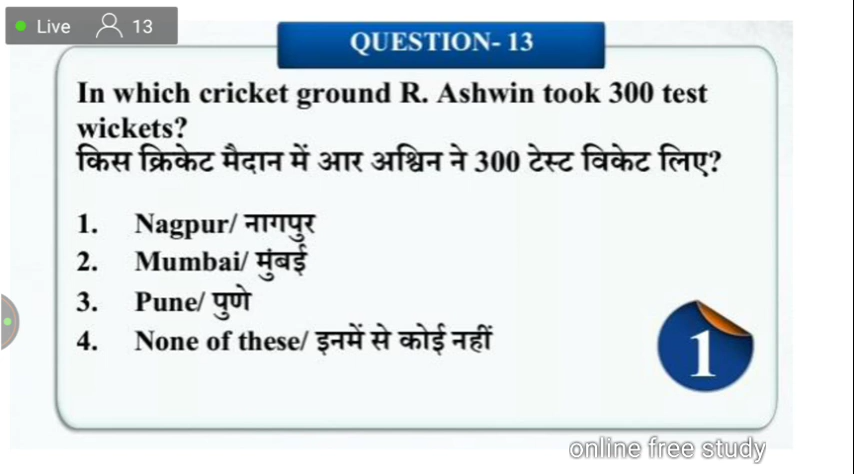 Live 13
QUESTION- 13
In which cricket ground R. Ashwin took 300 test
wickets?
किस क्रिकेट मैदान में आर अश्विन ने 300 टेस्ट विकेट लिए?
1. Nagpur/ नागपुर
2. Mumbai/ मुंबई
3. Pune/ पुणे
4. None of these/ इनमें से कोई नहीं
1
online free study